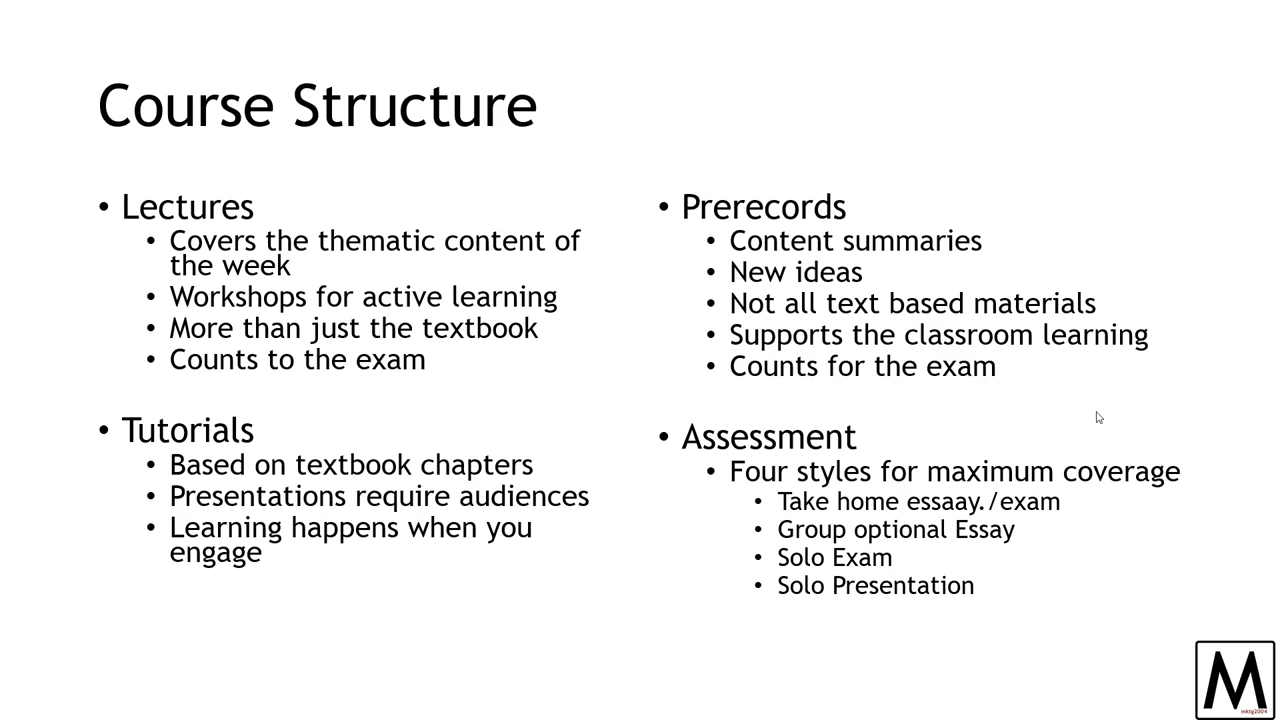 Course Structure
• Lectures
• Covers the thematic content of
the week
• Workshops for active learning
• More than just the textbook
• Counts to the exam
• Tutorials
• Based on textbook chapters
• Presentations require audiences
• Learning happens when you
engage
• Prerecords
• Content summaries
• New ideas
• Not all text based materials
• Supports the classroom learning
• Counts for the exam
• Assessment
• Four styles for maximum coverage
• Take home essaay./exam
• Group optional Essay
• Solo Exam
• Solo Presentation
M
mktg2004